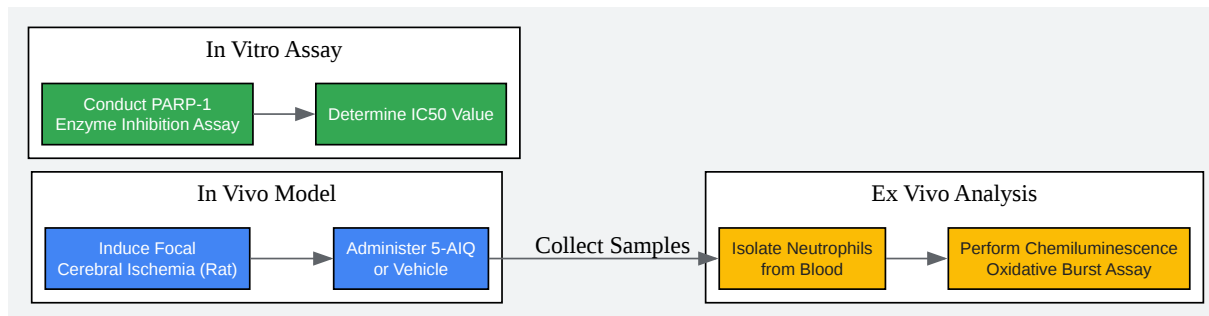 In Vitro Assay
Conduct PARP-1
Enzyme Inhibition Assay
Determine IC50 Value
In Vivo Model
Induce Focal
Cerebral Ischemia (Rat)
Administer 5-AIQ
or Vehicle
Collect Samples
Ex Vivo Analysis
Isolate Neutrophils
from Blood
Perform Chemiluminescence
Oxidative Burst Assay